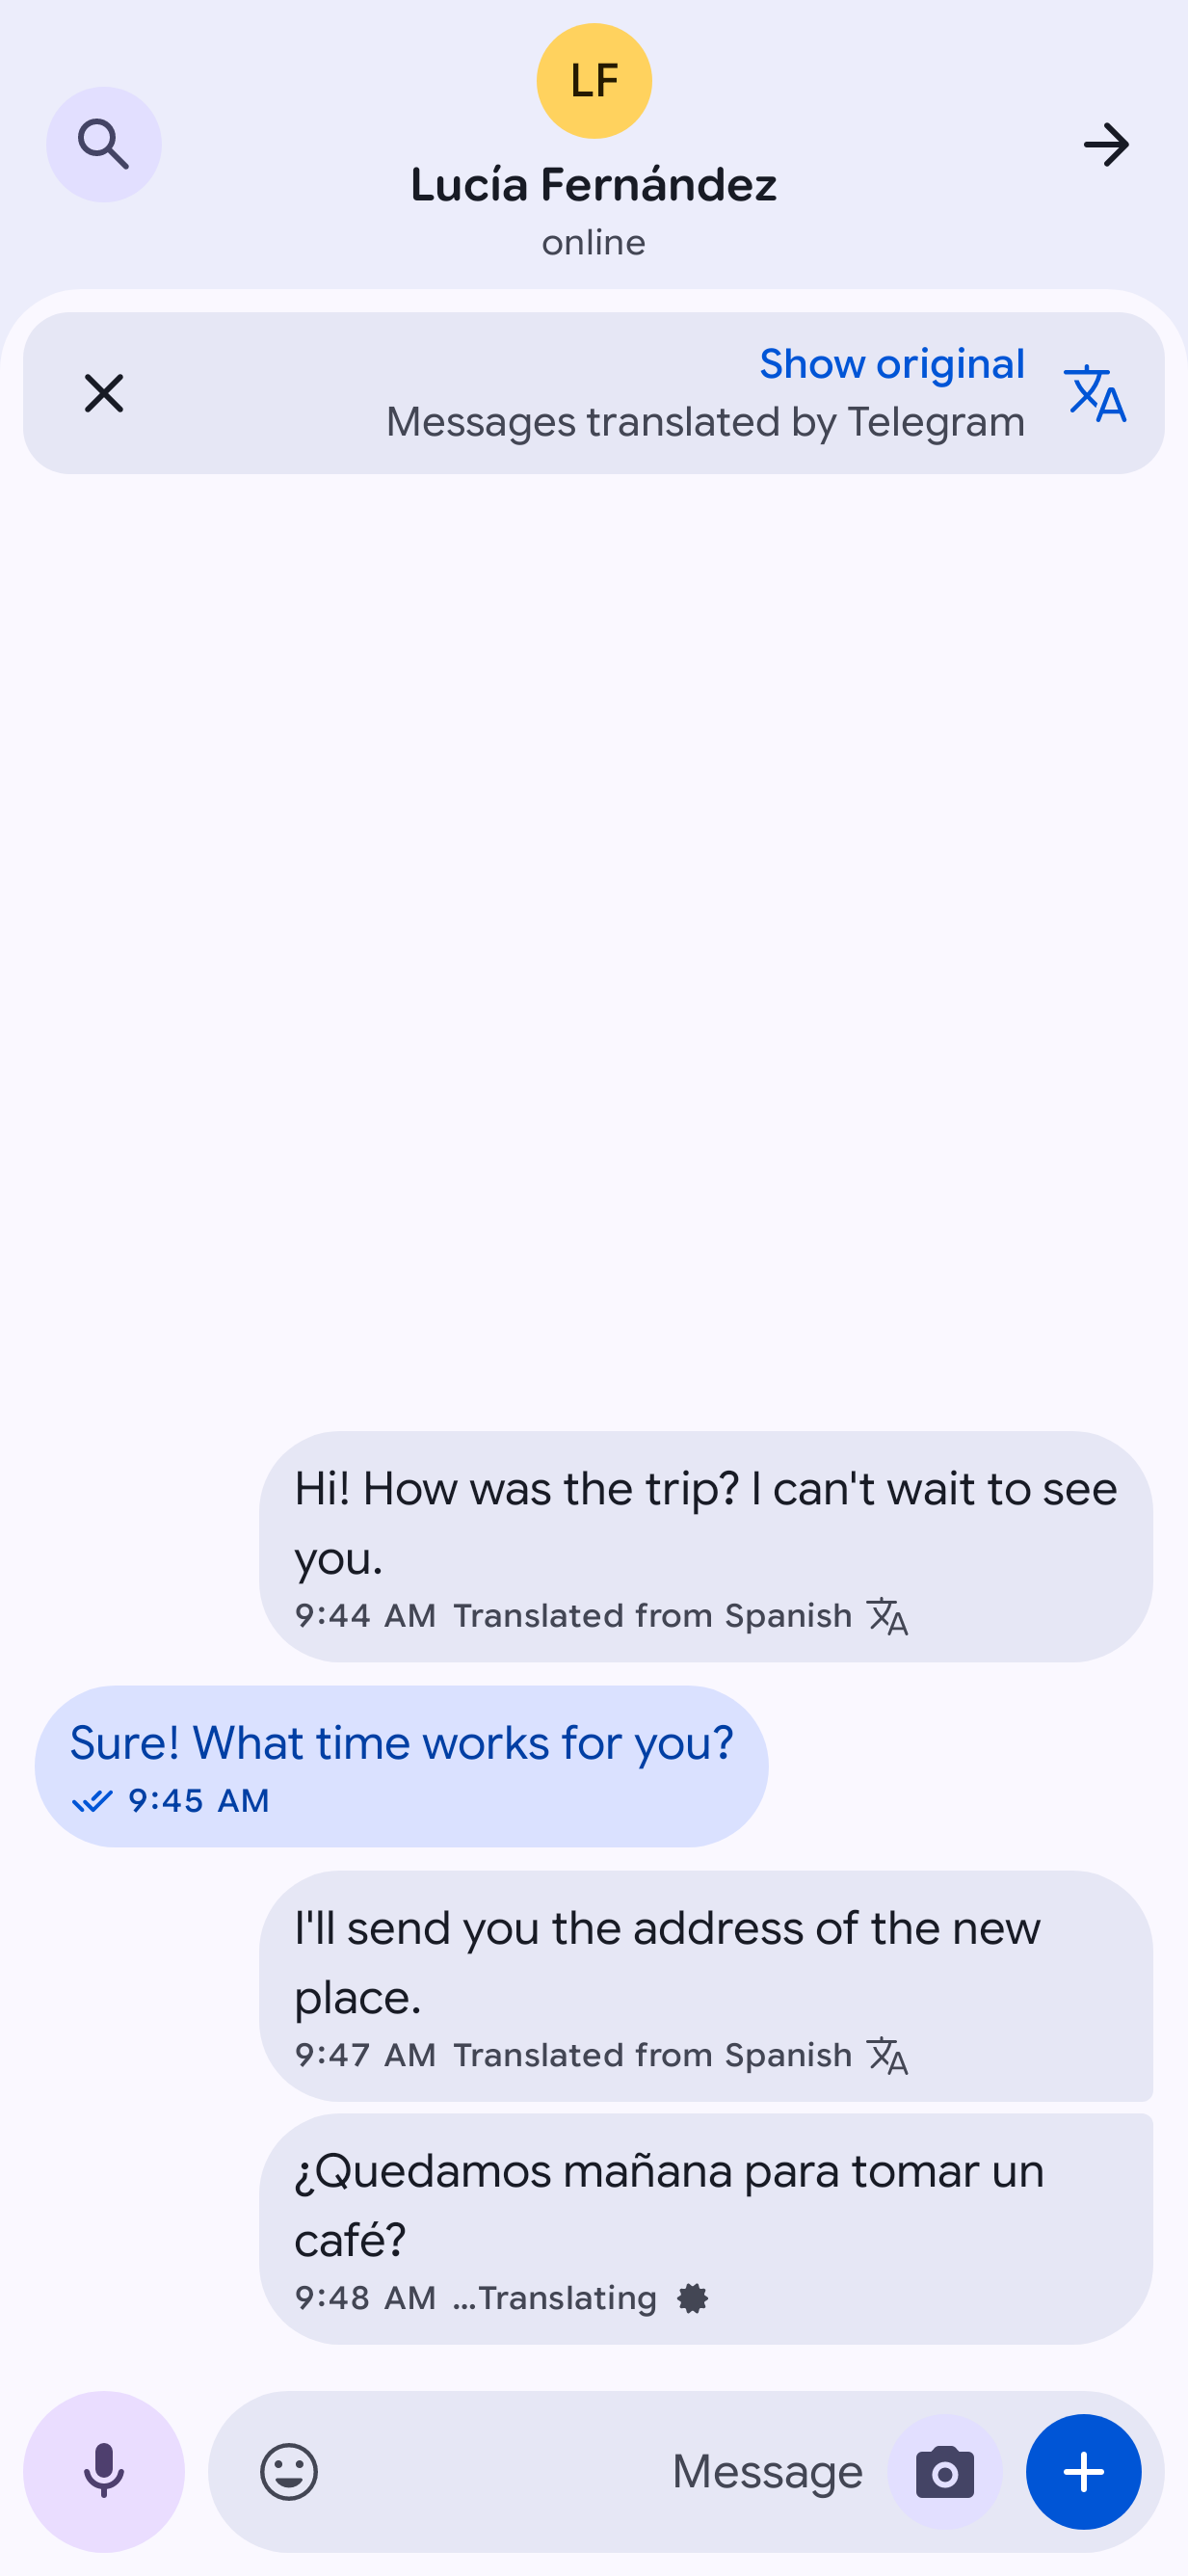 LF
Lucía Fernández
online
Show original
Messages translated by Telegram
Hi! How was the trip? I can't wait to see
you.
9:44 AM Translated from Spanish
Sure! What time works for you?
9:45 AM
I'll send you the address of the new
place.
9:47 AM Translated from Spanish
¿Quedamos mañana para tomar un
café?
9:48 AM ...Translating
Message